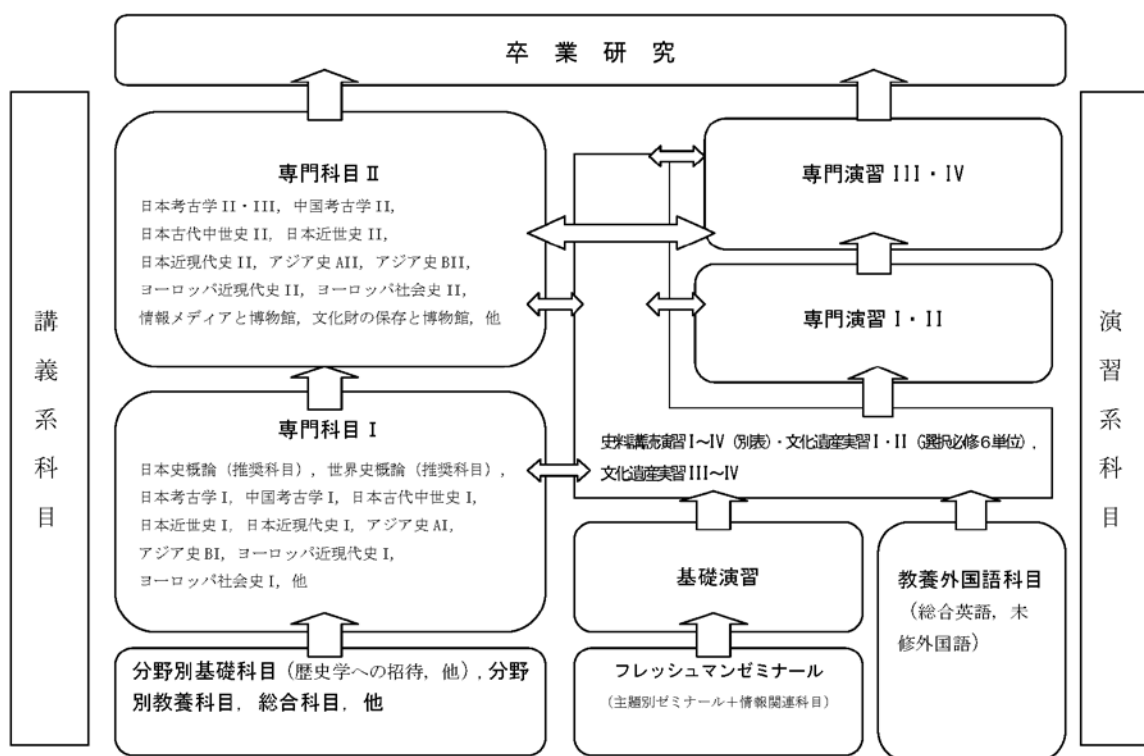 卒業研究
講義系科目
専門科目 II
日本考古学 II・III, 中国考古学 II,
日本古代中世史 II, 日本近世史 II,
日本近現代史 II, アジア史 AII, アジア史 BII,
ヨーロッパ近現代史 II, ヨーロッパ社会史 II,
情報メディアと博物館, 文化財の保存と博物館, 他
専門科目 I
日本史概論（推奨科目）, 世界史概論（推奨科目）,
日本考古学 I, 中国考古学 I, 日本古代中世史 I,
日本近世史 I, 日本近現代史 I, アジア史 AI,
アジア史 BI, ヨーロッパ近現代史 I,
ヨーロッパ社会史 I, 他
分野別基礎科目（歴史学への招待, 他）, 分野
別教養科目, 総合科目, 他
専門演習 III・IV
専門演習 I・II
史料講読演習 I～IV（別表）・文化遺産実習 I・II（選択必修6単位）,
文化遺産実習 III～IV
基礎演習
フレッシュマンゼミナール
（主題別ゼミナール＋情報関連科目）
教養外国語科目
（総合英語, 未
修外国語）
演習系科目